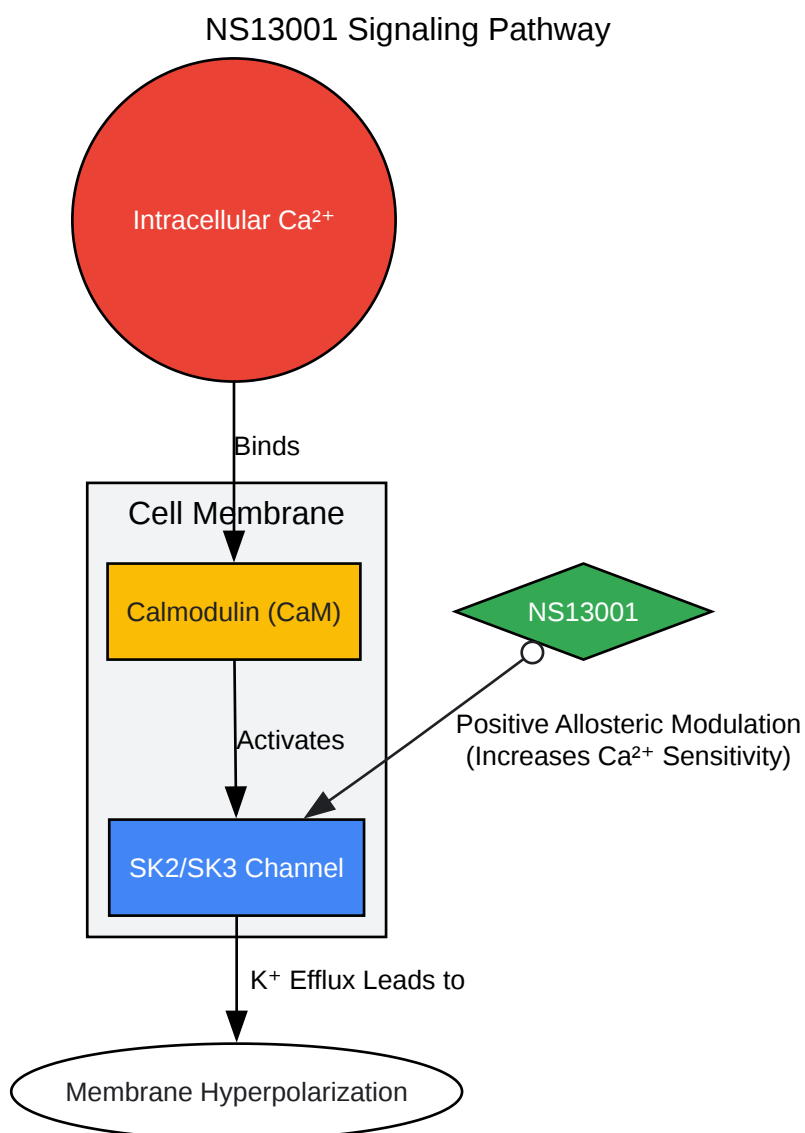 NS13001 Signaling Pathway
Intracellular Ca²⁺
Binds
Cell Membrane
Calmodulin (CaM)
NS13001
Activates
Positive Allosteric Modulation
(Increases Ca²⁺ Sensitivity)
SK2/SK3 Channel
K⁺ Efflux Leads to
Membrane Hyperpolarization